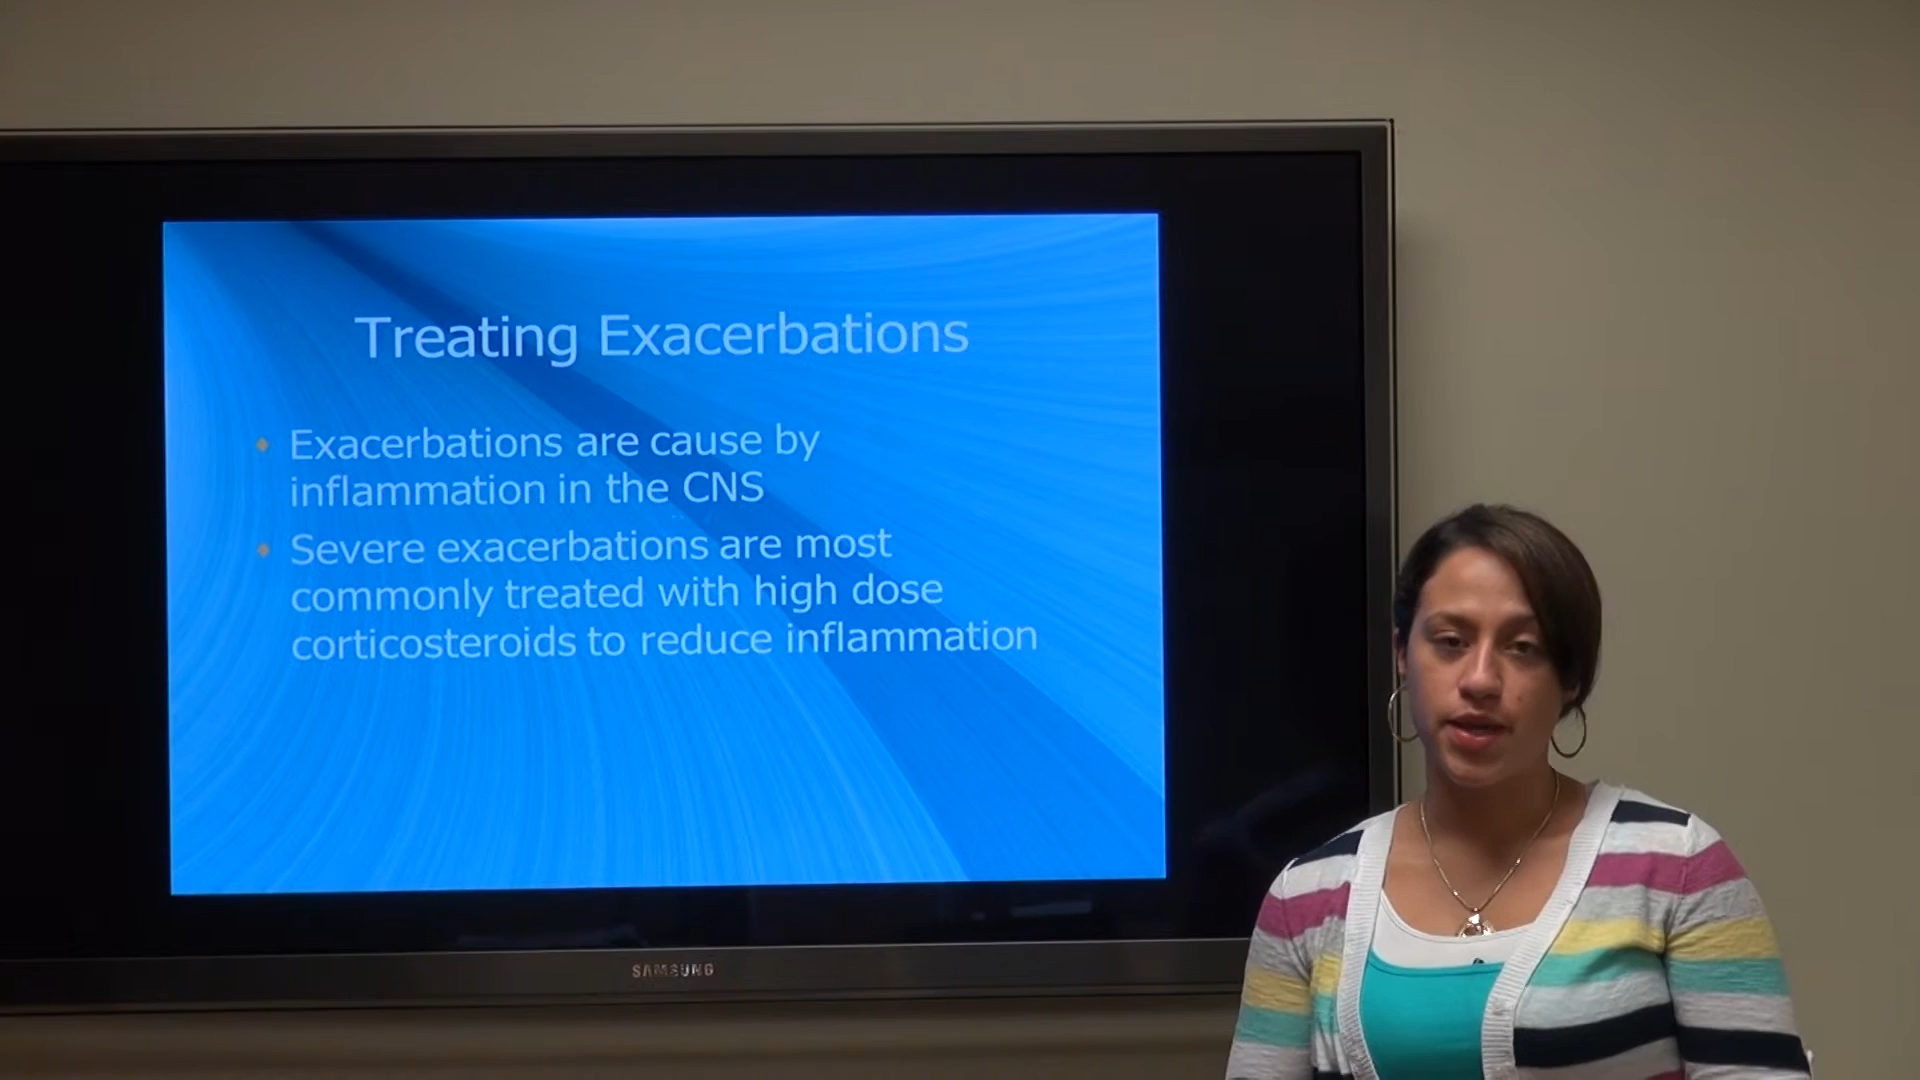 Treating Exacerbations
• Exacerbations are cause by
inflammation in the CNS
• Severe exacerbations are most
commonly treated with high dose
corticosteroids to reduce inflammation
SAMSUNG